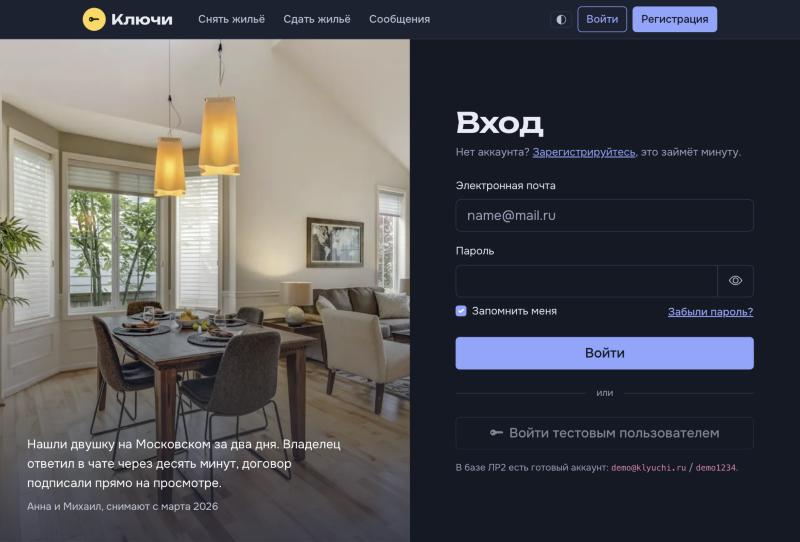 Ключи
Снять жильё
Сдать жильё
Сообщения
Войти
Регистрация
Вход
Нет аккаунта? Зарегистрируйтесь, это займёт минуту.
Электронная почта
name@mail.ru
Пароль
Запомнить меня
Забыли пароль?
Войти
или
Войти тестовым пользователем
В базе ЛР2 есть готовый аккаунт: demo@klyuchi.ru / demo1234.
Нашли двушку на Московском за два дня. Владелец
ответил в чате через десять минут, договор
подписали прямо на просмотре.
Анна и Михаил, снимают с марта 2026